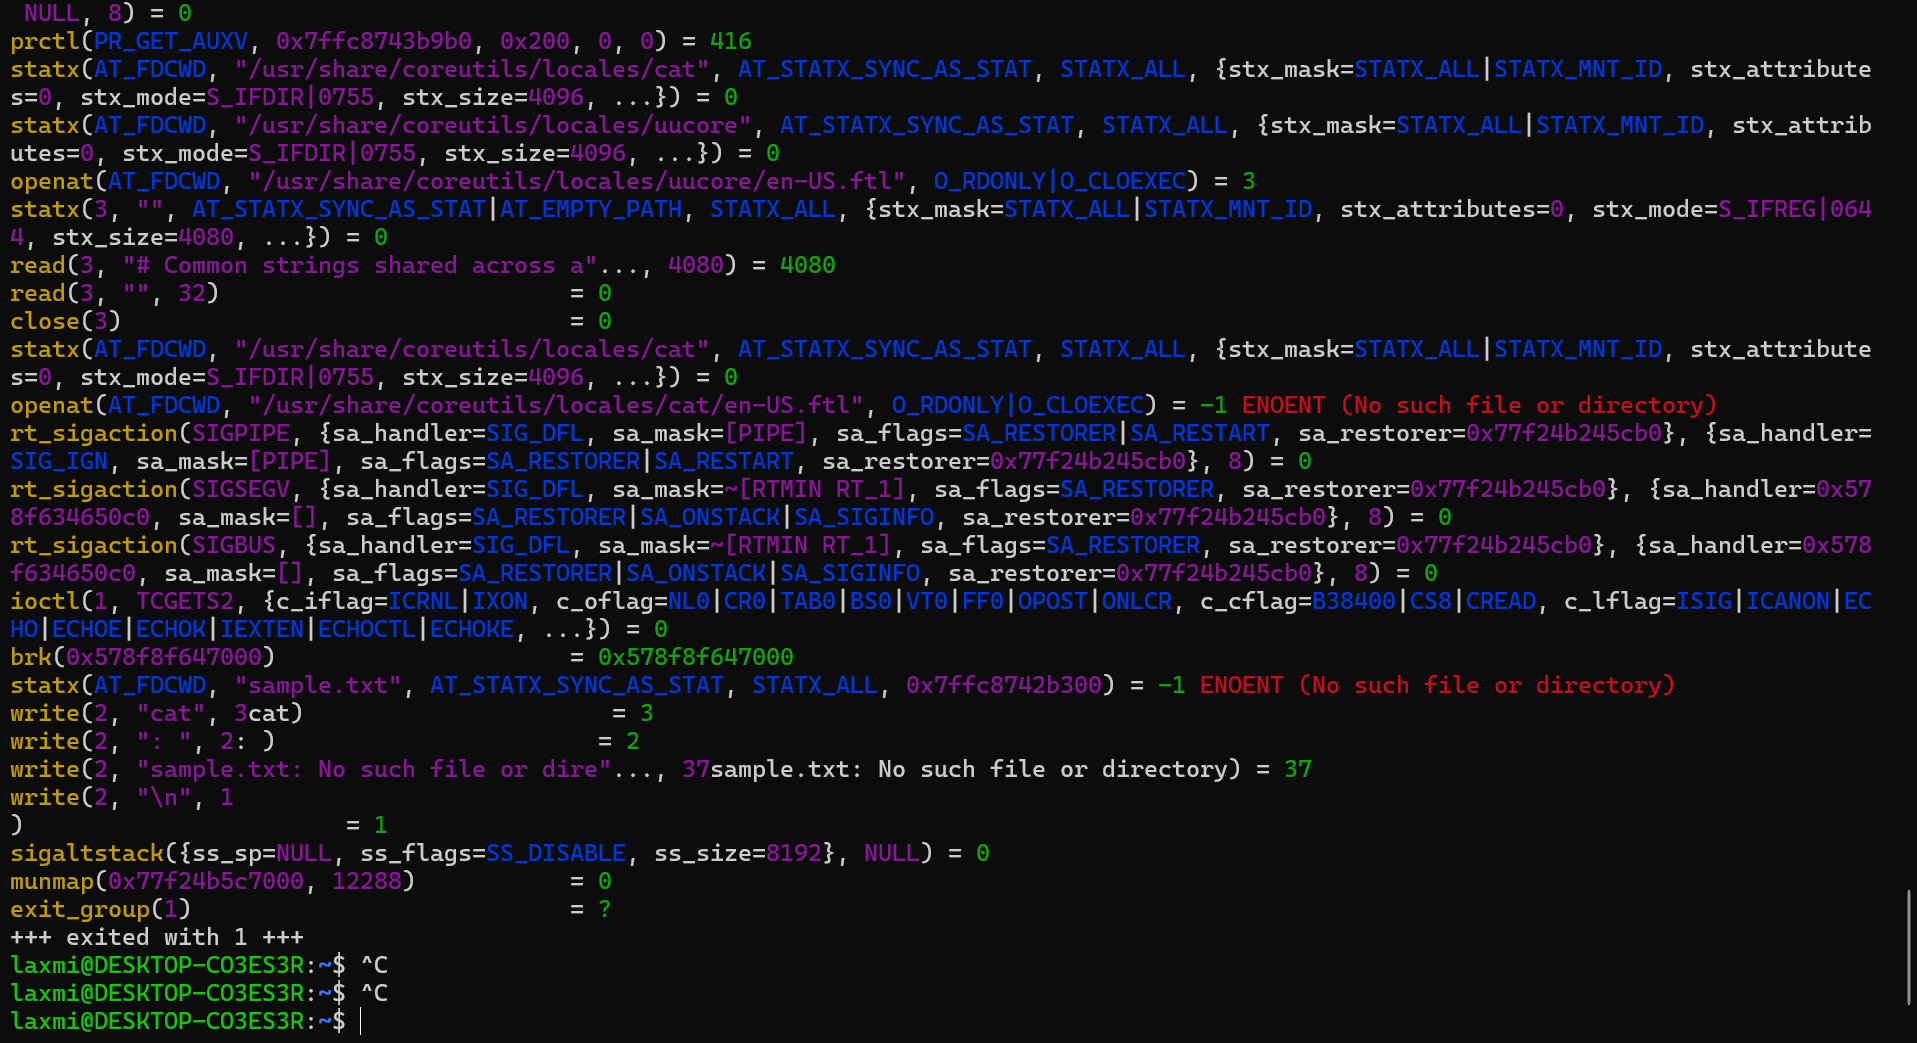 NULL, 8) = 0
prctl(PR_GET_AUXV, 0x7ffc8743b9b0, 0x200, 0, 0) = 416
statx(AT_FDCWD, "/usr/share/coreutils/locales/cat", AT_STATX_SYNC_AS_STAT, STATX_ALL, {stx_mask=STATX_ALL|STATX_MNT_ID, stx_attribute
s=0, stx_mode=S_IFDIR|0755, stx_size=4096, ...}) = 0
statx(AT_FDCWD, "/usr/share/coreutils/locales/uucore", AT_STATX_SYNC_AS_STAT, STATX_ALL, {stx_mask=STATX_ALL|STATX_MNT_ID, stx_attrib
utes=0, stx_mode=S_IFDIR|0755, stx_size=4096, ...}) = 0
openat(AT_FDCWD, "/usr/share/coreutils/locales/uucore/en-US.ftl", O_RDONLY|O_CLOEXEC) = 3
statx(3, "", AT_STATX_SYNC_AS_STAT|AT_EMPTY_PATH, STATX_ALL, {stx_mask=STATX_ALL|STATX_MNT_ID, stx_attributes=0, stx_mode=S_IFREG|064
4, stx_size=4080, ...}) = 0
read(3, "# Common strings shared across a"..., 4080) = 4080
read(3, "", 32) = 0
close(3) = 0
statx(AT_FDCWD, "/usr/share/coreutils/locales/cat", AT_STATX_SYNC_AS_STAT, STATX_ALL, {stx_mask=STATX_ALL|STATX_MNT_ID, stx_attribute
s=0, stx_mode=S_IFDIR|0755, stx_size=4096, ...}) = 0
openat(AT_FDCWD, "/usr/share/coreutils/locales/cat/en-US.ftl", O_RDONLY|O_CLOEXEC) = -1 ENOENT (No such file or directory)
rt_sigaction(SIGPIPE, {sa_handler=SIG_DFL, sa_mask=[PIPE], sa_flags=SA_RESTORER|SA_RESTART, sa_restorer=0x77f24b245cb0}, {sa_handler=
SIG_IGN, sa_mask=[PIPE], sa_flags=SA_RESTORER|SA_RESTART, sa_restorer=0x77f24b245cb0}, 8) = 0
rt_sigaction(SIGSEGV, {sa_handler=SIG_DFL, sa_mask=~[RTMIN RT_1], sa_flags=SA_RESTORER, sa_restorer=0x77f24b245cb0}, {sa_handler=0x57
8f634650c0, sa_mask=[], sa_flags=SA_RESTORER|SA_ONSTACK|SA_SIGINFO, sa_restorer=0x77f24b245cb0}, 8) = 0
rt_sigaction(SIGBUS, {sa_handler=SIG_DFL, sa_mask=~[RTMIN RT_1], sa_flags=SA_RESTORER, sa_restorer=0x77f24b245cb0}, {sa_handler=0x578
f634650c0, sa_mask=[], sa_flags=SA_RESTORER|SA_ONSTACK|SA_SIGINFO, sa_restorer=0x77f24b245cb0}, 8) = 0
ioctl(1, TCGETS2, {c_iflag=ICRNL|IXON, c_oflag=NL0|CR0|TAB0|BS0|VT0|FF0|OPOST|ONLCR, c_cflag=B38400|CS8|CREAD, c_lflag=ISIG|ICANON|EC
HO|ECHOE|ECHOK|IEXTEN|ECHOCTL|ECHOKE, ...}) = 0
brk(0x578f8f647000) = 0x578f8f647000
statx(AT_FDCWD, "sample.txt", AT_STATX_SYNC_AS_STAT, STATX_ALL, 0x7ffc8742b300) = -1 ENOENT (No such file or directory)
write(2, "cat", 3cat) = 3
write(2, ": ", 2: ) = 2
write(2, "sample.txt: No such file or dire"..., 37sample.txt: No such file or directory) = 37
write(2, "\n", 1
) = 1
sigaltstack({ss_sp=NULL, ss_flags=SS_DISABLE, ss_size=8192}, NULL) = 0
munmap(0x77f24b5c7000, 12288) = 0
exit_group(1) = ?
+++ exited with 1 +++
laxmi@DESKTOP-CO3ES3R:~$ ^C
laxmi@DESKTOP-CO3ES3R:~$ ^C
laxmi@DESKTOP-CO3ES3R:~$